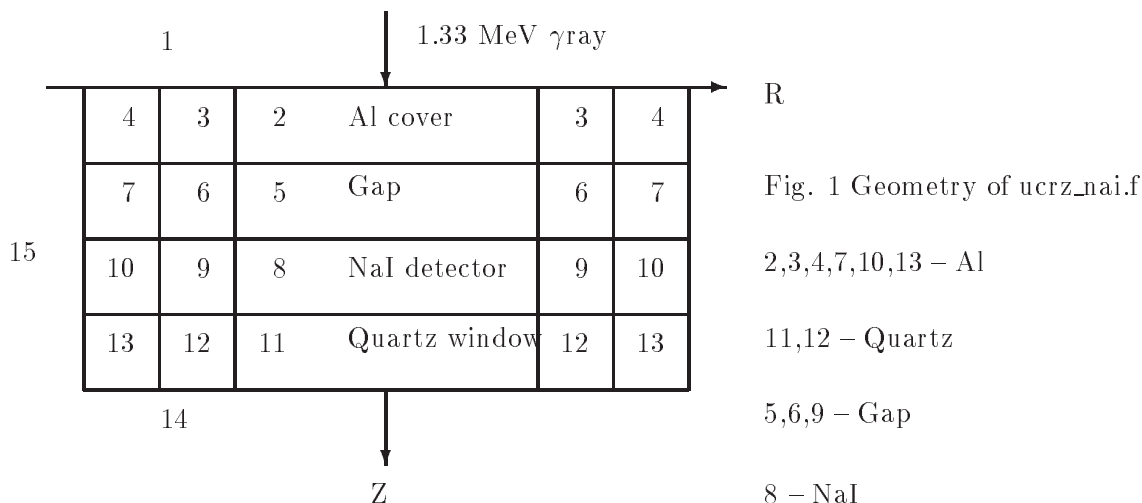 1
1.33 MeV γray
R
4 3 2 Al cover 3 4
7 6 5 Gap 6 7
Fig. 1 Geometry of ucrz_nai.f
15
10 9 8 NaI detector 9 10
2,3,4,7,10,13 – Al
13 12 11 Quartz window 12 13
11,12 – Quartz
14
5,6,9 – Gap
Z
8 – NaI